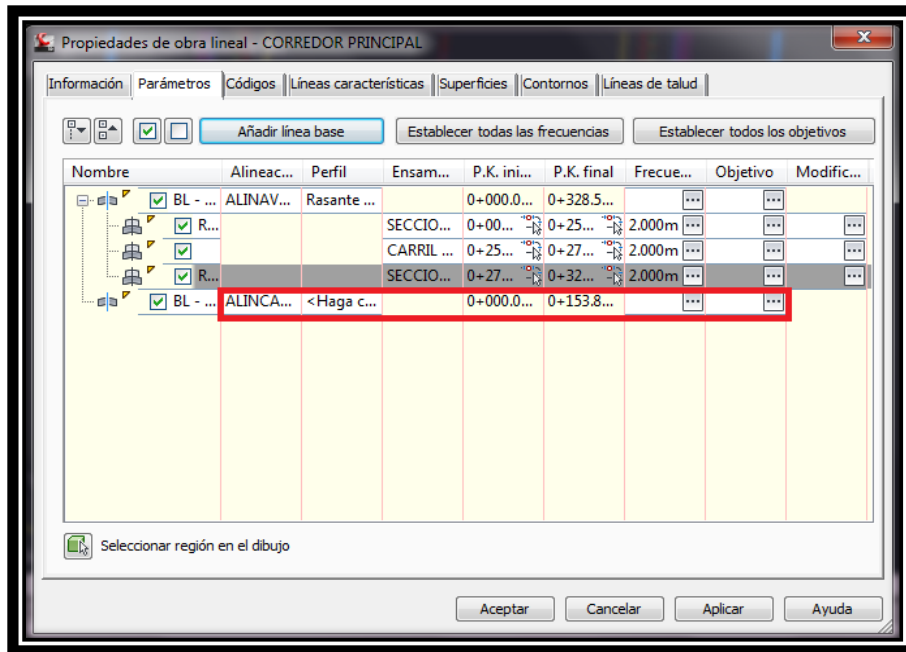 Propiedades de obra lineal - CORREDOR PRINCIPAL
Información Parámetros Códigos Líneas características Superficies Contornos Líneas de talud
Añadir línea base Establecer todas las frecuencias Establecer todos los objetivos
Nombre Alineac... Perfil Ensam... P.K. ini... P.K. final Frecue... Objetivo Modific...
BL - ... ALINAV... Rasante ... 0+000.0... 0+328.5... ... ...
R... SECCIO... 0+00... 0+25... 2.000m ... ... ...
CARRIL ... 0+25... 0+27... 2.000m ... ... ...
R... SECCIO... 0+27... 0+32... 2.000m ... ... ...
BL - ... ALINCA... <Haga c... 0+000.0... 0+153.8... ... ...
Seleccionar región en el dibujo
Aceptar Cancelar Aplicar Ayuda